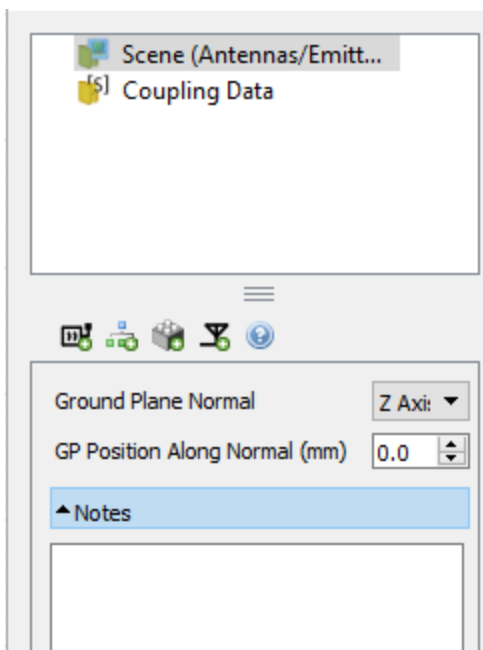 Scene (Antennas/Emitt...
[S] Coupling Data
Ground Plane Normal Z Axi
GP Position Along Normal (mm) 0.0
Notes